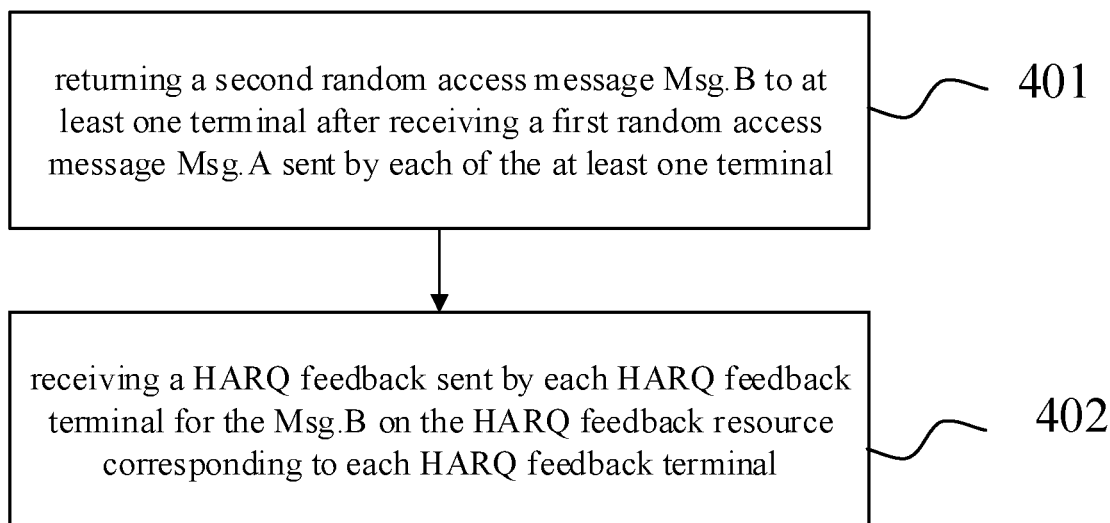 returning a second random access message Msg.B to at
least one terminal after receiving a first random access
message Msg.A sent by each of the at least one terminal
401
receiving a HARQ feedback sent by each HARQ feedback
terminal for the Msg.B on the HARQ feedback resource
corresponding to each HARQ feedback terminal
402